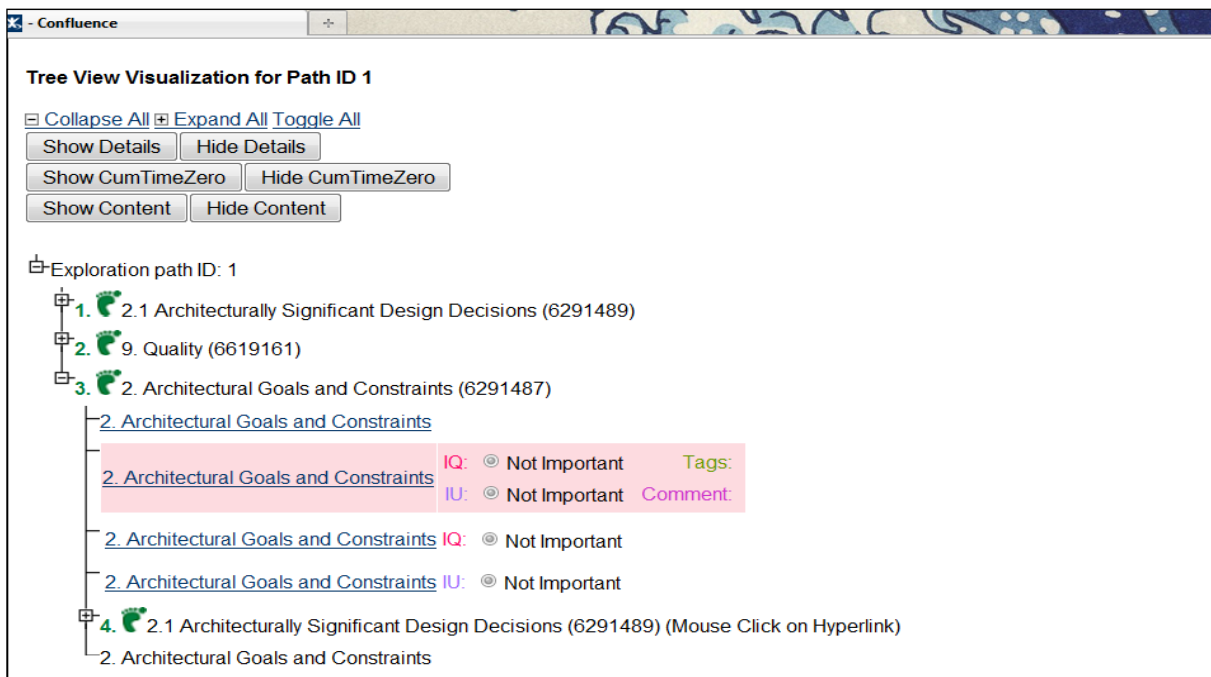 - Confluence
Tree View Visualization for Path ID 1
Collapse All Expand All Toggle All
Show Details Hide Details
Show CumTimeZero Hide CumTimeZero
Show Content Hide Content
Exploration path ID: 1
1. 2.1 Architecturally Significant Design Decisions (6291489)
2. 9. Quality (6619161)
3. 2. Architectural Goals and Constraints (6291487)
2. Architectural Goals and Constraints
2. Architectural Goals and Constraints IQ: Not Important Tags:
IU: Not Important Comment:
2. Architectural Goals and Constraints IQ: Not Important
2. Architectural Goals and Constraints IU: Not Important
4. 2.1 Architecturally Significant Design Decisions (6291489) (Mouse Click on Hyperlink)
2. Architectural Goals and Constraints